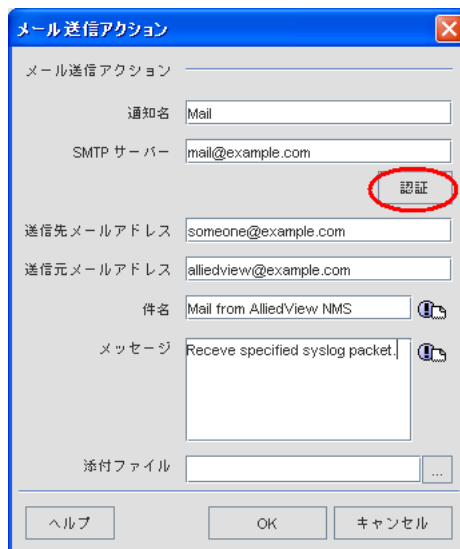 メール送信アクション
メール送信アクション
通知名 Mail
SMTP サーバー mail@example.com
認証
送信先メールアドレス someone@example.com
送信元メールアドレス alliedview@example.com
件名 Mail from AlliedView NMS
メッセージ Receve specified syslog packet.
添付ファイル ...
ヘルプ OK キャンセル